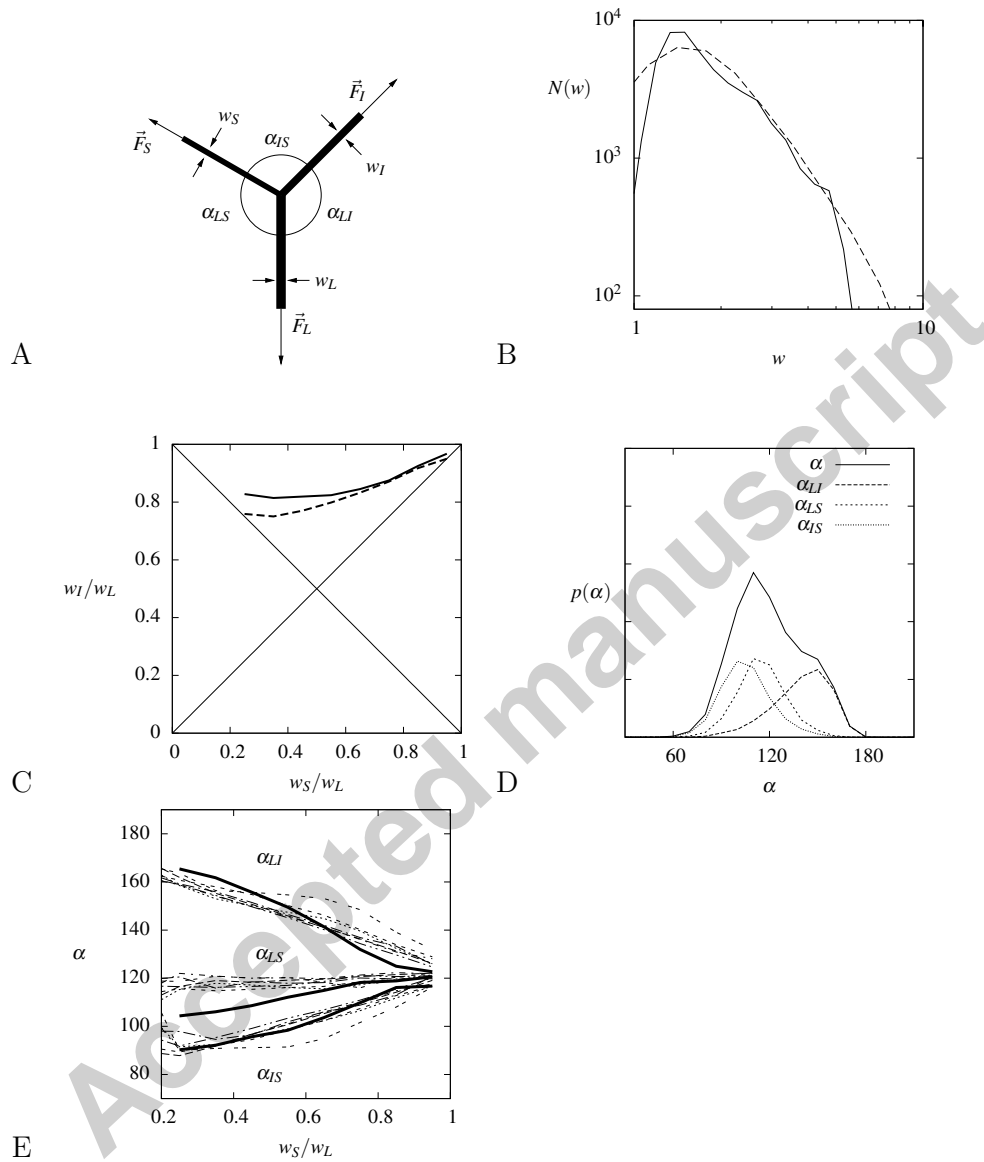 A
F⃗_S
w_S
α_IS
F⃗_I
w_I
α_LS
α_LI
w_L
F⃗_L
B
N(w)
10^4
10^3
10^2
1
10
w
C
w_I/w_L
1
0.8
0.6
0.4
0.2
0
0 0.2 0.4 0.6 0.8 1
w_S/w_L
D
p(α)
α
α_LI
α_LS
α_IS
60 120 180
α
E
α
180
160
140
120
100
80
α_LI
α_LS
α_IS
0.2 0.4 0.6 0.8 1
w_S/w_L
Accepted manuscript